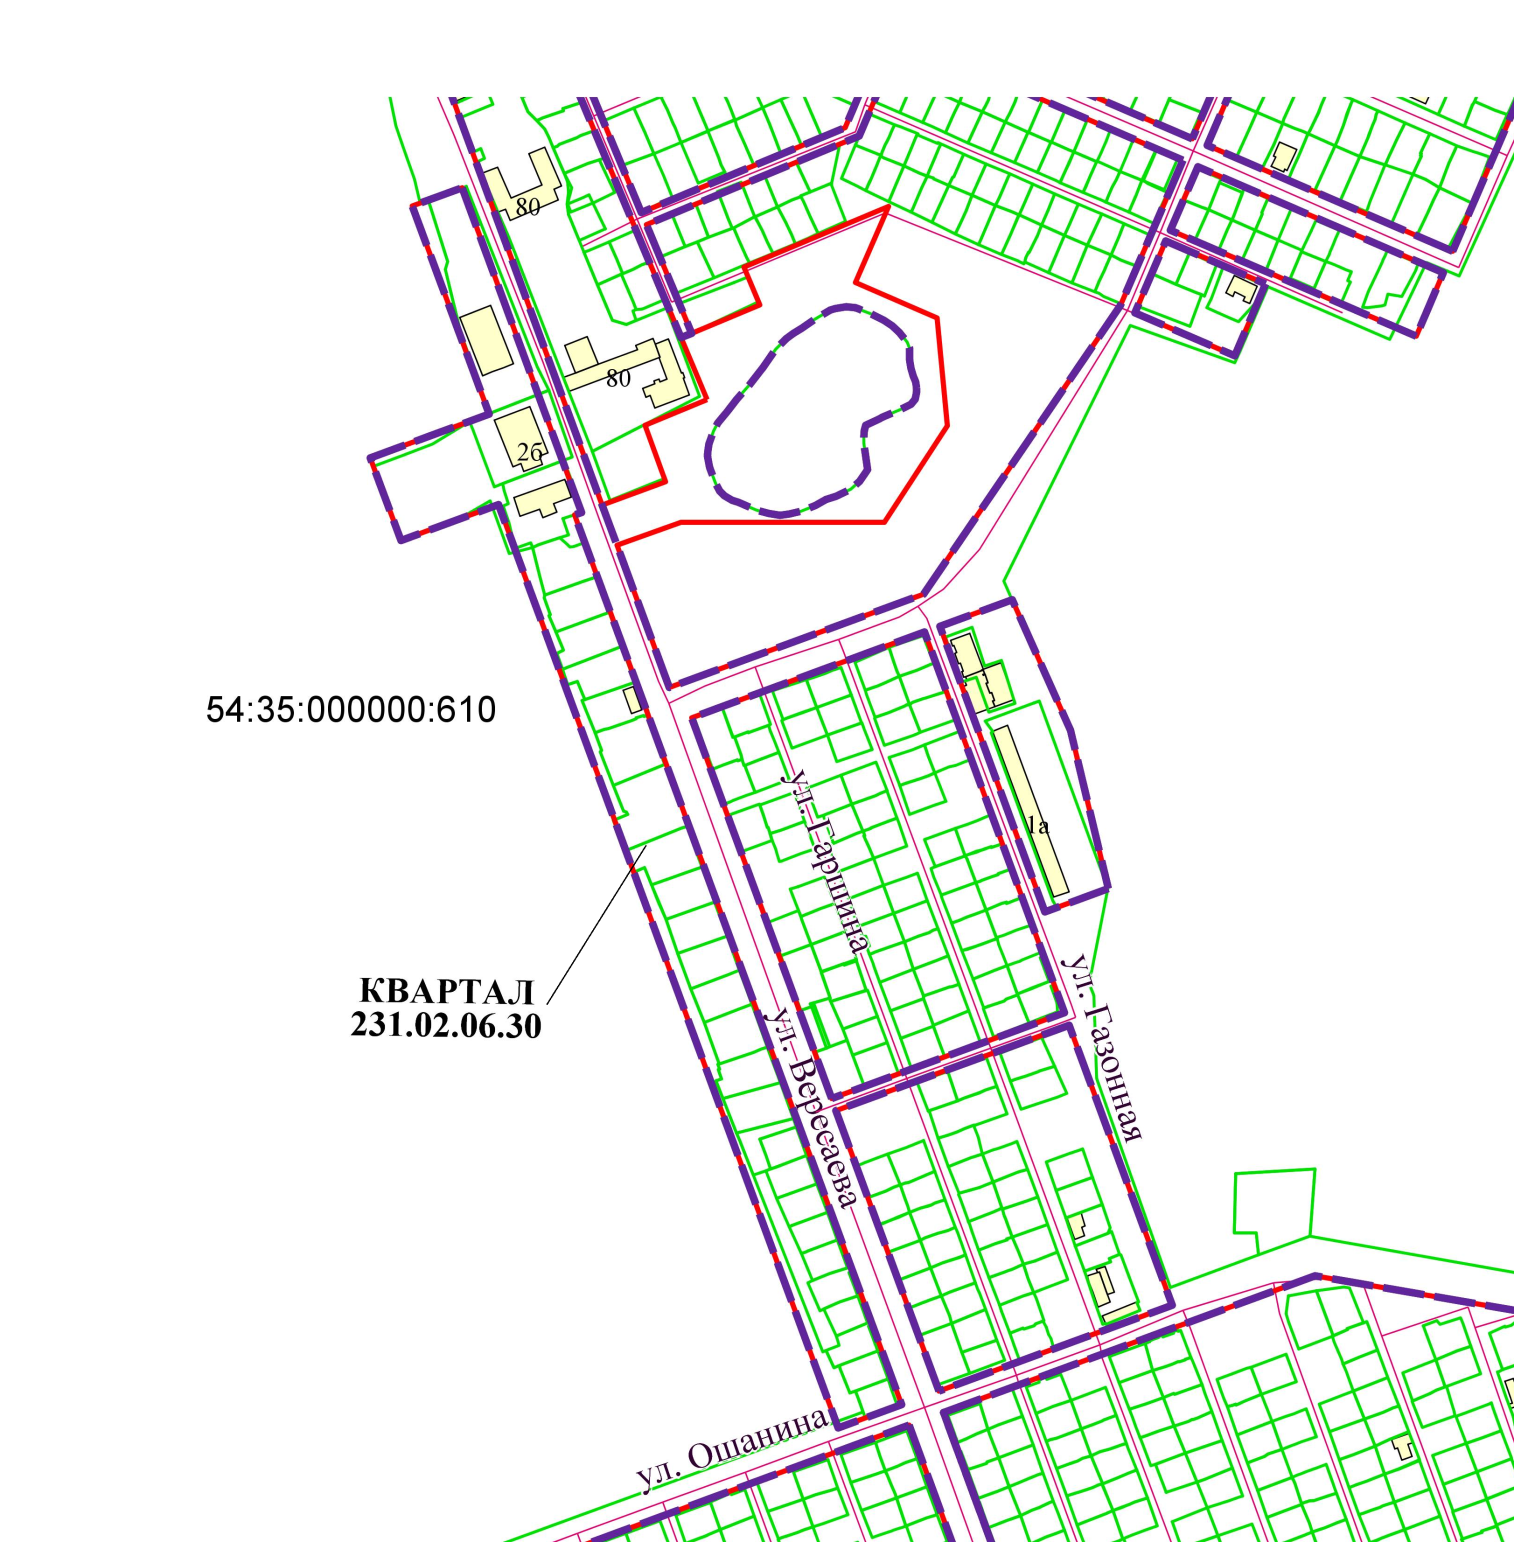 80
80
26
54:35:000000:610
ул. Гаршина
1а
КВАРТАЛ
231.02.06.30
ул. Газонная
ул. Вересаева
ул. Ошанина